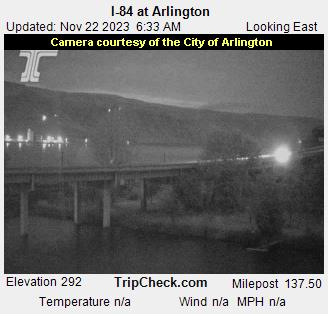 I-84 at Arlington
Updated: Nov 22 2023 6:33 AM Looking East
Camera courtesy of the City of Arlington
Elevation 292 TripCheck.com Milepost 137.50
Temperature n/a Wind n/a MPH n/a